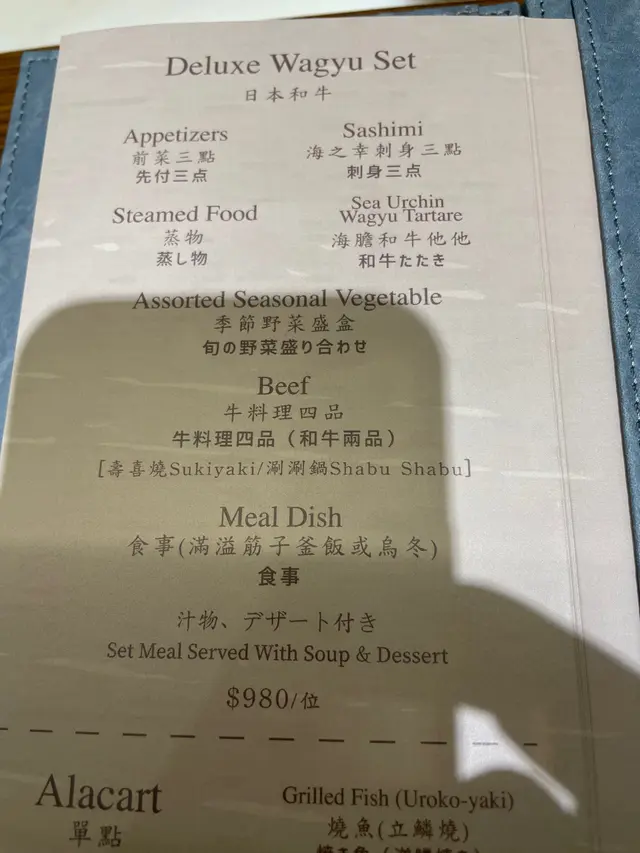 Deluxe Wagyu Set
日本和牛
Appetizers
前菜三點
先付三点
Sashimi
海之幸刺身三點
刺身三点
Steamed Food
蒸物
蒸し物
Sea Urchin
Wagyu Tartare
海膽和牛他他
和牛たたき
Assorted Seasonal Vegetable
季節野菜盛盒
旬の野菜盛り合わせ
Beef
牛料理四品
牛料理四品（和牛兩品）
[壽喜燒Sukiyaki/涮涮鍋Shabu Shabu]
Meal Dish
食事(滿溢筋子釜飯或烏冬)
食事
汁物、デザート付き
Set Meal Served With Soup & Dessert
$980/位
Alacart
單點
Grilled Fish (Uroko-yaki)
燒魚(立鱗燒)